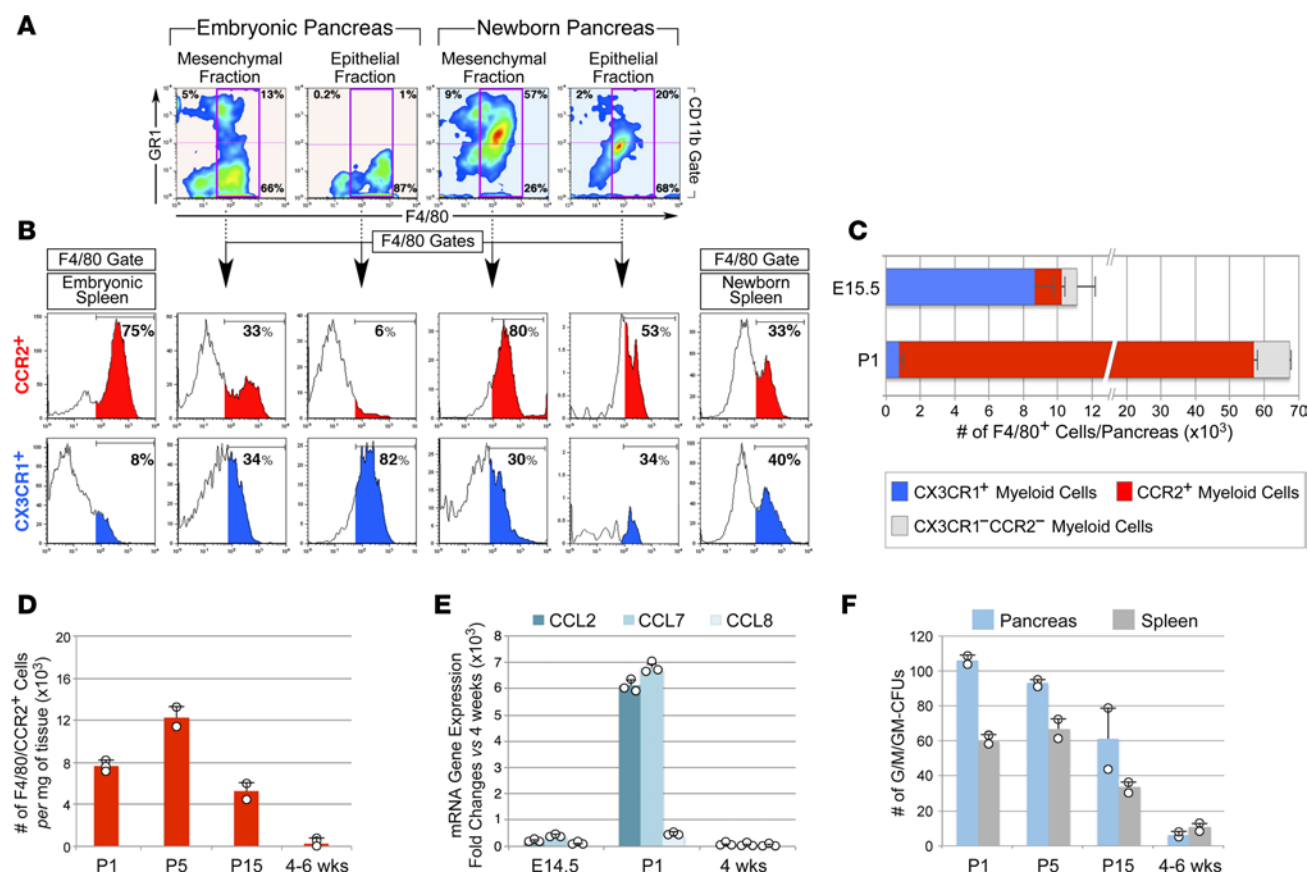 A
Embryonic Pancreas
Newborn Pancreas
Mesenchymal Fraction
Epithelial Fraction
Mesenchymal Fraction
Epithelial Fraction
5% 13% 66%
0.2% 1% 87%
9% 57% 26%
2% 20% 68%
GR1
CD11b Gate
F4/80
B
F4/80 Gates
F4/80 Gate
Embryonic Spleen
F4/80 Gate
Newborn Spleen
CCR2+
75% 33% 6% 80% 53% 33%
CX3CR1+
8% 34% 82% 30% 34% 40%
C
E15.5
P1
0 2 4 6 8 10 12 20 30 40 50 60 70
# of F4/80+ Cells/Pancreas (x10³)
CX3CR1+ Myeloid Cells
CCR2+ Myeloid Cells
CX3CR1−CCR2− Myeloid Cells
D
# of F4/80/CCR2+ Cells
per mg of tissue (x10³)
20
16
12
8
4
0
P1 P5 P15 4-6 wks
E
CCL2 CCL7 CCL8
mRNA Gene Expression
Fold Changes vs 4 weeks (x10³)
8
7
6
5
4
3
2
1
0
E14.5 P1 4 wks
F
Pancreas Spleen
# of G/M/GM-CFUs
120
100
80
60
40
20
0
P1 P5 P15 4-6 wks